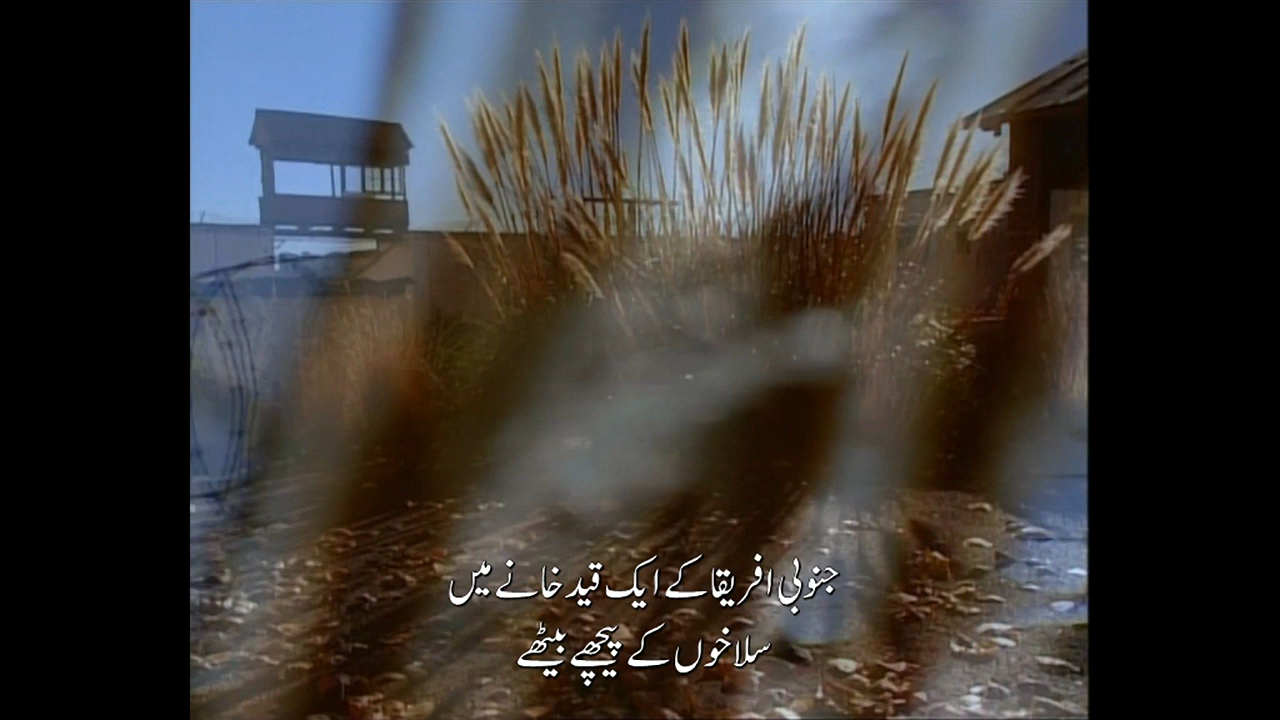 جنوبی افریقا کے ایک قید خانے میں
سلاخوں کے پیچھے بیٹھے